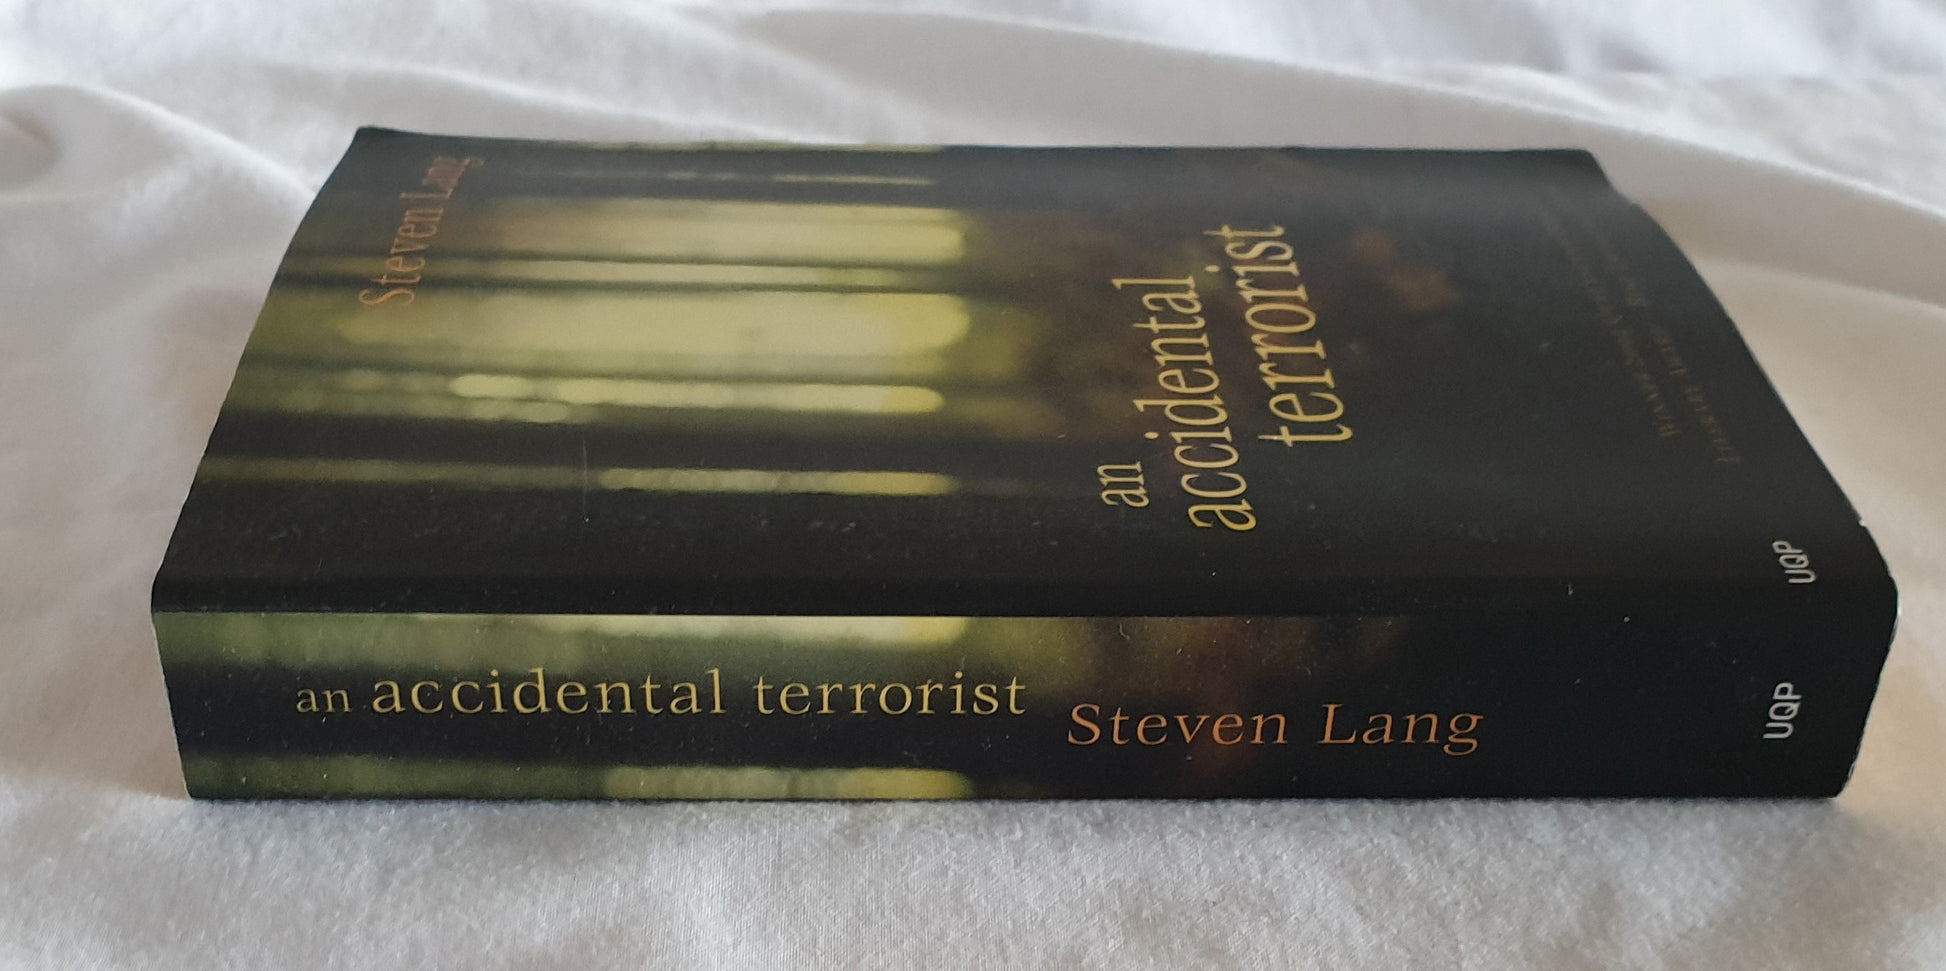 Steven Lang
an
accidental
terrorist
UQP
an accidental terrorist
Steven Lang
UQP